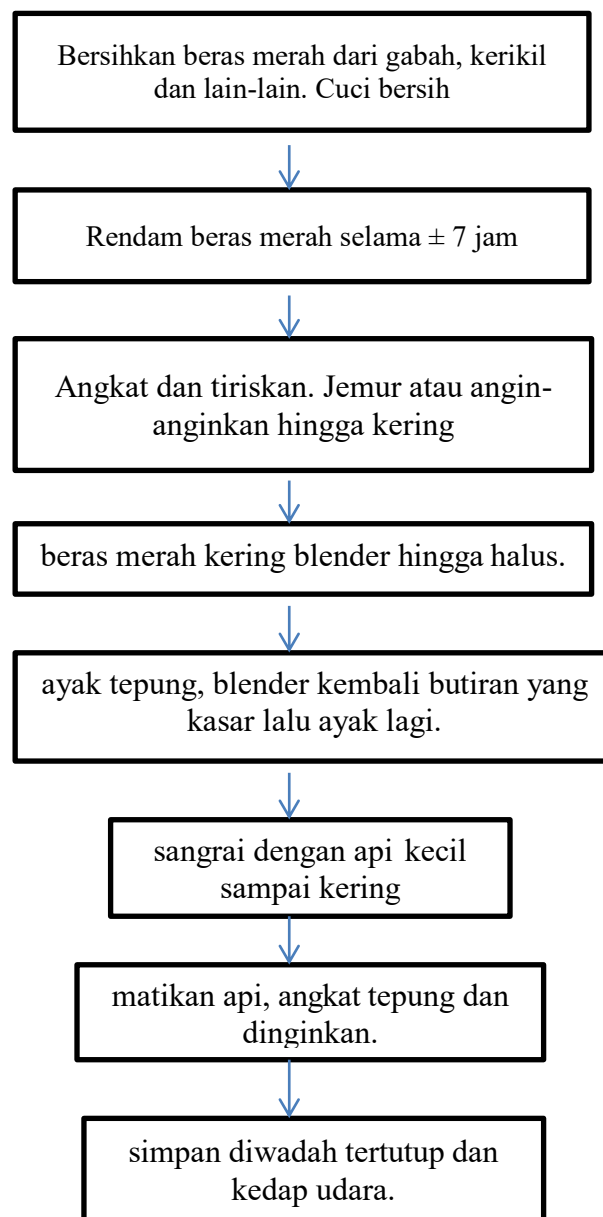 Bersihkan beras merah dari gabah, kerikil
dan lain-lain. Cuci bersih
Rendam beras merah selama ± 7 jam
Angkat dan tiriskan. Jemur atau angin-
anginkan hingga kering
beras merah kering blender hingga halus.
ayak tepung, blender kembali butiran yang
kasar lalu ayak lagi.
sangrai dengan api kecil
sampai kering
matikan api, angkat tepung dan
dinginkan.
simpan diwadah tertutup dan
kedap udara.